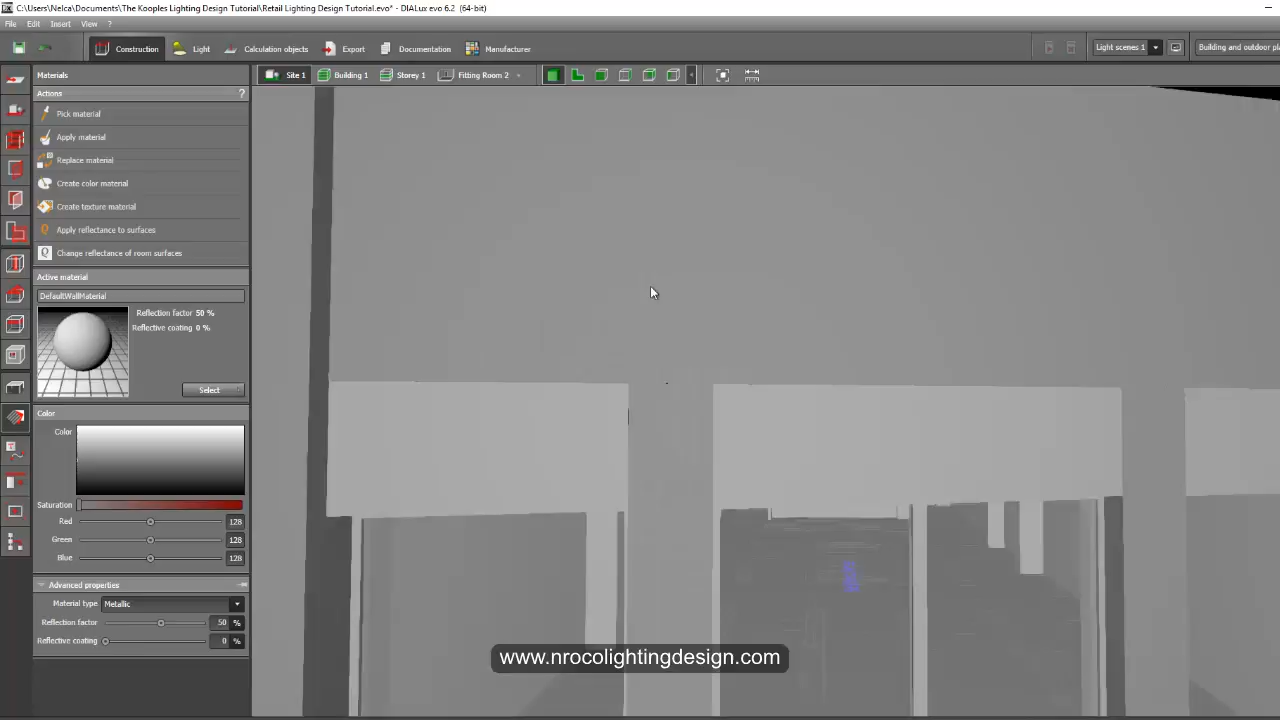 C:\Users\Nelca\Documents\The Kooples Lighting Design Tutorial\Retail Lighting Design Tutorial.evo* - DIALux evo 6.2 (64-bit)
File Edit Insert View ?
Construction Light Calculation objects Export Documentation Manufacturer Light scenes 1 Building and outdoor pla
Materials Site 1 Building 1 Storey 1 Fitting Room 2
Actions ?
Pick material
Apply material
Replace material
Create color material
Create texture material
Apply reflectance to surfaces
Change reflectance of room surfaces
Active material
DefaultWallMaterial
Reflection factor 50 %
Reflective coating 0 %
Select
Color
Color
Saturation
Red 128
Green 128
Blue 128
Advanced properties
Material type Metallic
Reflection factor 50 %
Reflective coating 0 %
www.nrocolightingdesign.com